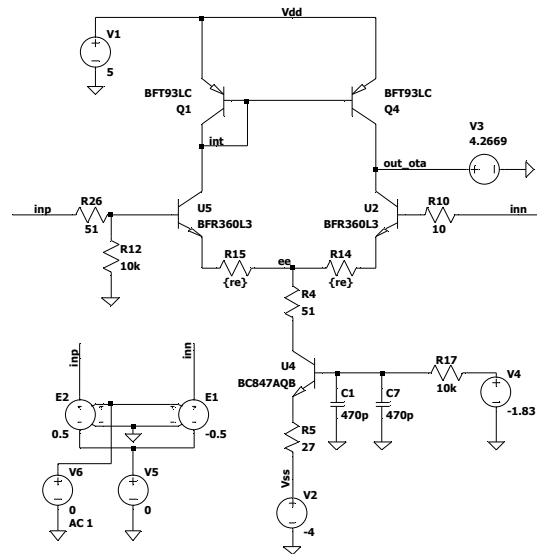 Vdd
V1
5
BFT93LC
Q1
BFT93LC
Q4
V3
4.2669
int
out_ota
R26
inp
51
U5
BFR360L3
U2
BFR360L3
R10
10
inn
R12
10k
R15
{re}
ee
R14
{re}
R4
51
U4
BC847AQB
C1
470p
C7
470p
R17
10k
V4
-1.83
R5
27
Vss
V2
-4
inp
inn
E2
0.5
E1
-0.5
V6
0
AC 1
V5
0